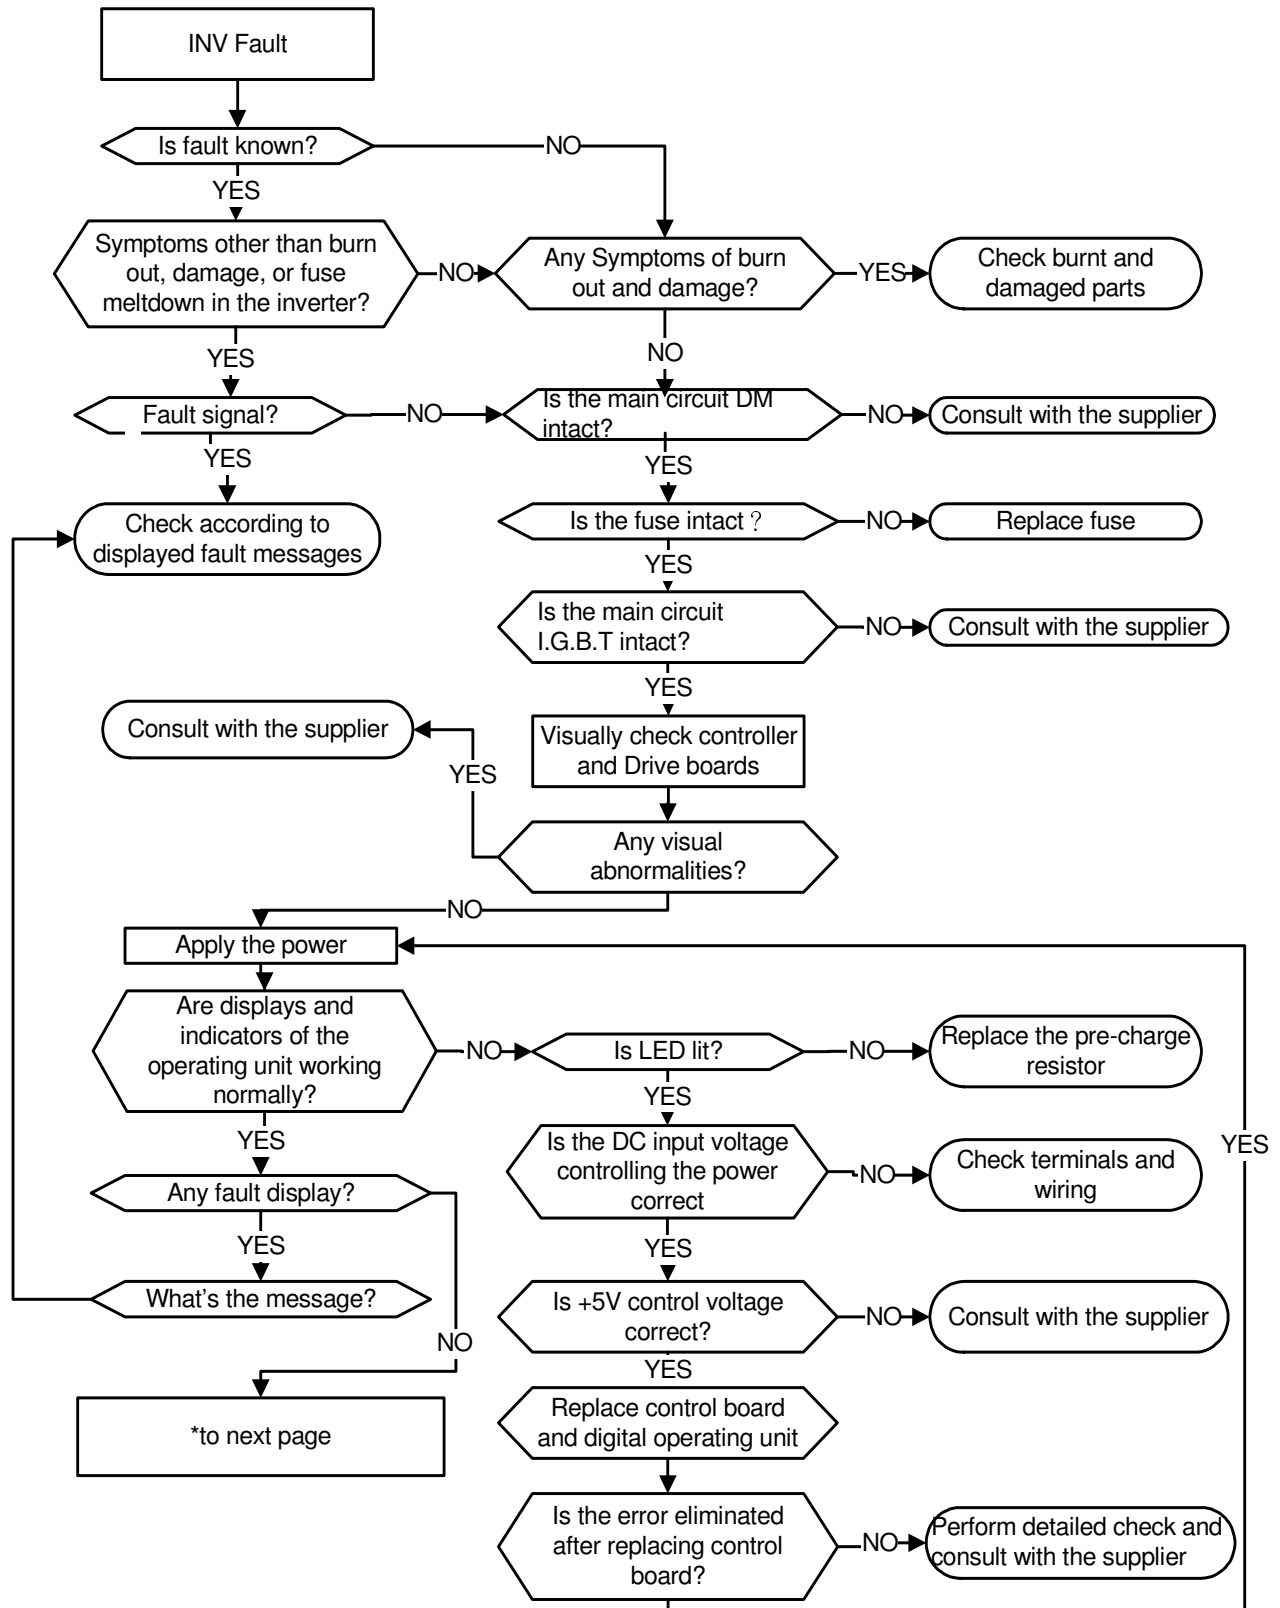 INV Fault
Is fault known?
NO
YES
Symptoms other than burn
out, damage, or fuse
meltdown in the inverter?
NO
Any Symptoms of burn
out and damage?
YES
Check burnt and
damaged parts
YES
NO
Fault signal?
NO
Is the main circuit DM
intact?
NO
Consult with the supplier
YES
YES
Check according to
displayed fault messages
Is the fuse intact？
NO
Replace fuse
YES
Is the main circuit
I.G.B.T intact?
NO
Consult with the supplier
YES
Consult with the supplier
Visually check controller
and Drive boards
YES
Any visual
abnormalities?
NO
Apply the power
Are displays and
indicators of the
operating unit working
normally?
NO
Is LED lit?
NO
Replace the pre-charge
resistor
YES
YES
Is the DC input voltage
controlling the power
correct
NO
Check terminals and
wiring
YES
Any fault display?
YES
YES
What's the message?
Is +5V control voltage
correct?
NO
Consult with the supplier
NO
YES
*to next page
Replace control board
and digital operating unit
Is the error eliminated
after replacing control
board?
NO
Perform detailed check and
consult with the supplier